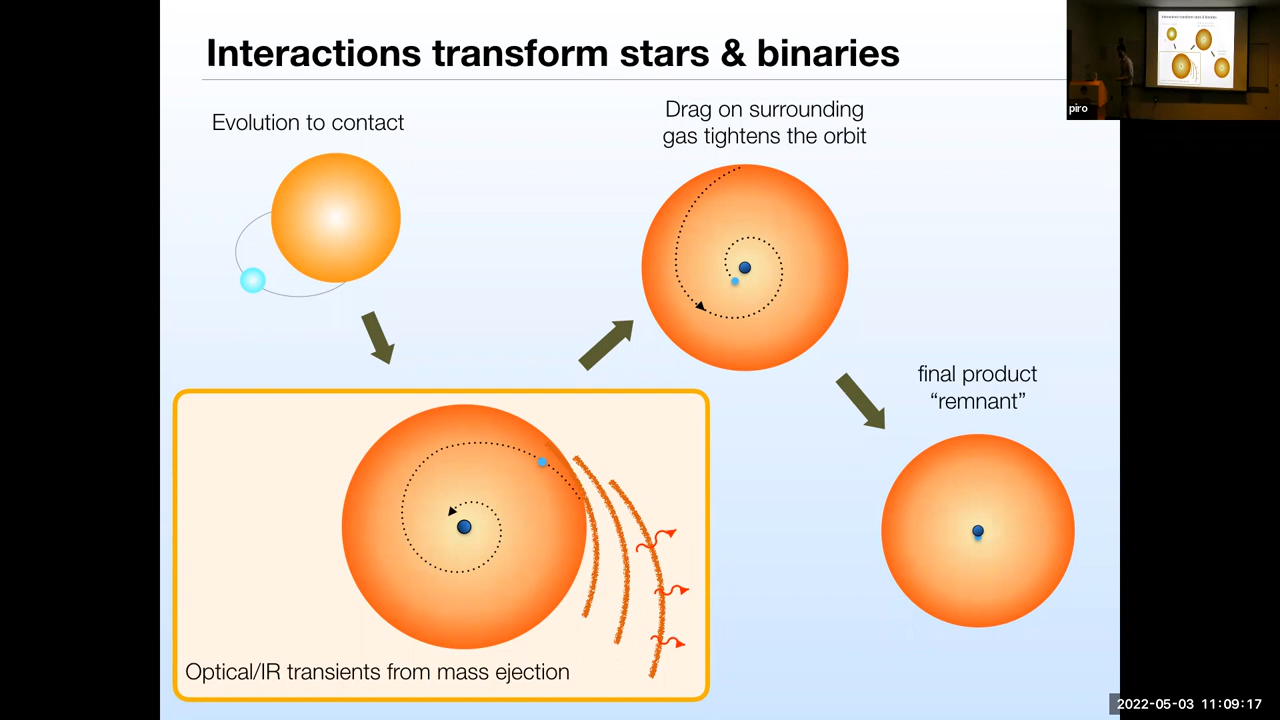 Interactions transform stars & binaries
Evolution to contact
Drag on surrounding
gas tightens the orbit
final product
“remnant”
Optical/IR transients from mass ejection
piro
2022-05-03 11:09:17